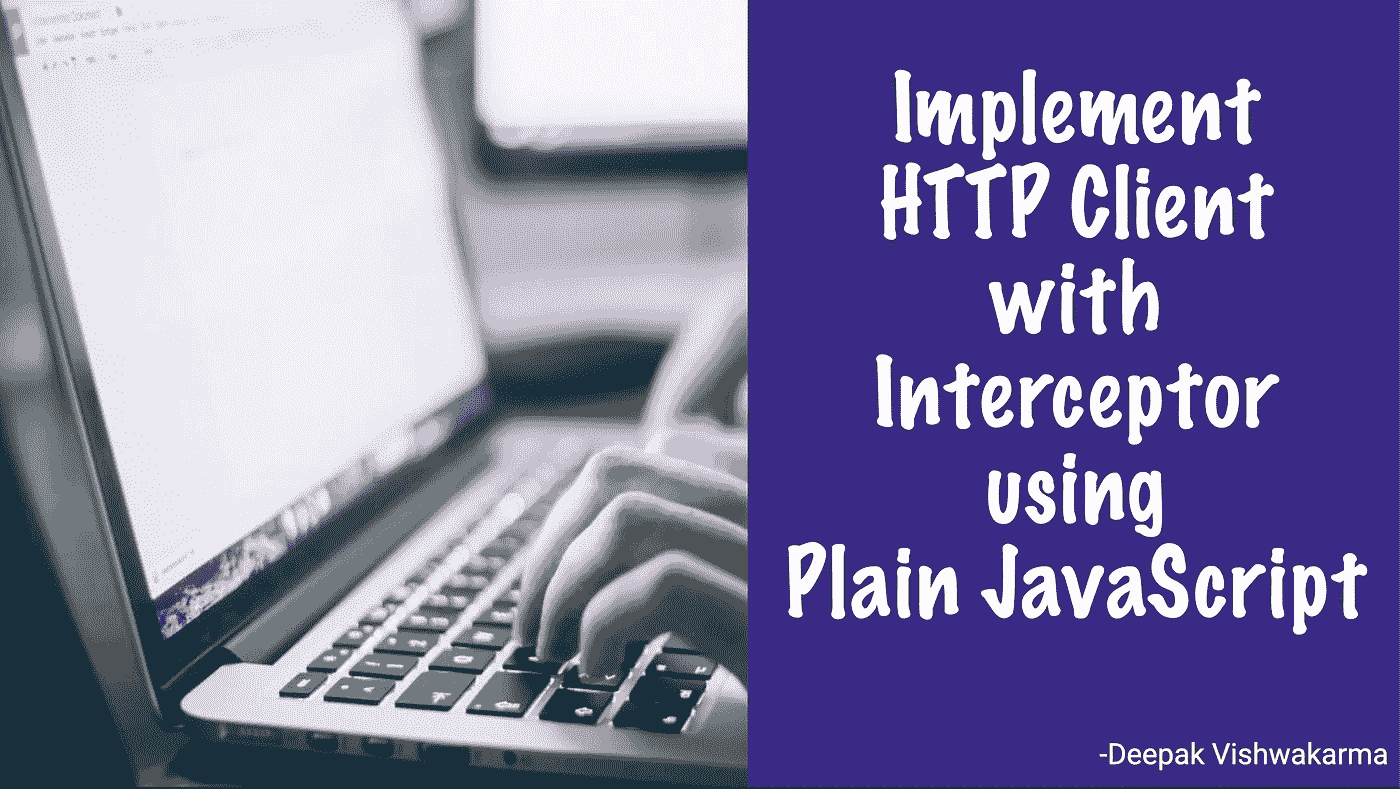 Implement
HTTP Client
with
Interceptor
using
Plain JavaScript
-Deepak Vishwakarma